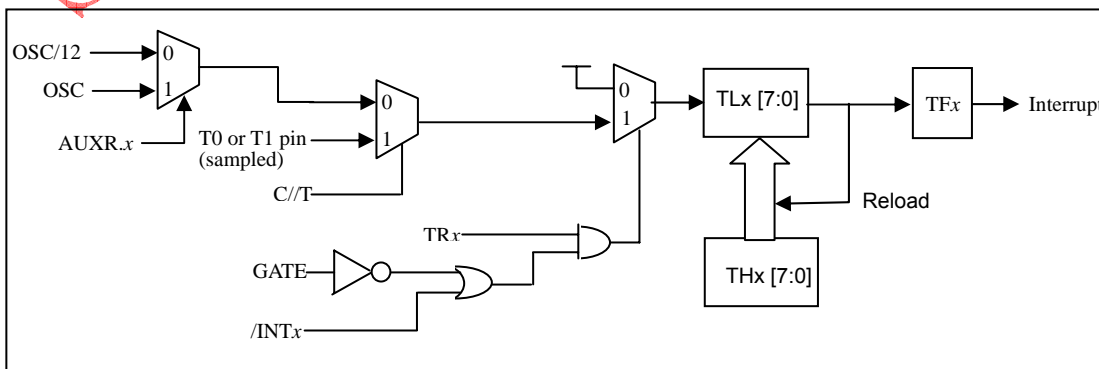 OSC/12
0
OSC
1
AUXR.x
0
T0 or T1 pin
1
(sampled)
C//T
0
1
TLx [7:0]
TFx
Interrupt
Reload
TRx
GATE
THx [7:0]
/INTx